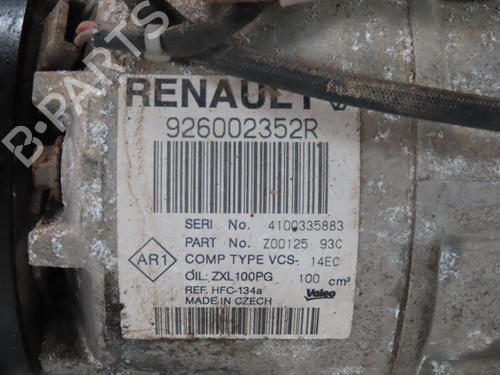 RENAULT
926002352R
SERI No. 4100335883
PART No. Z00125 93C
AR1
COMP TYPE VCS- 14EC
OIL: ZXL100PG 100 cm³
REF. HFC-134a
MADE IN CZECH
Valeo
B-Parts